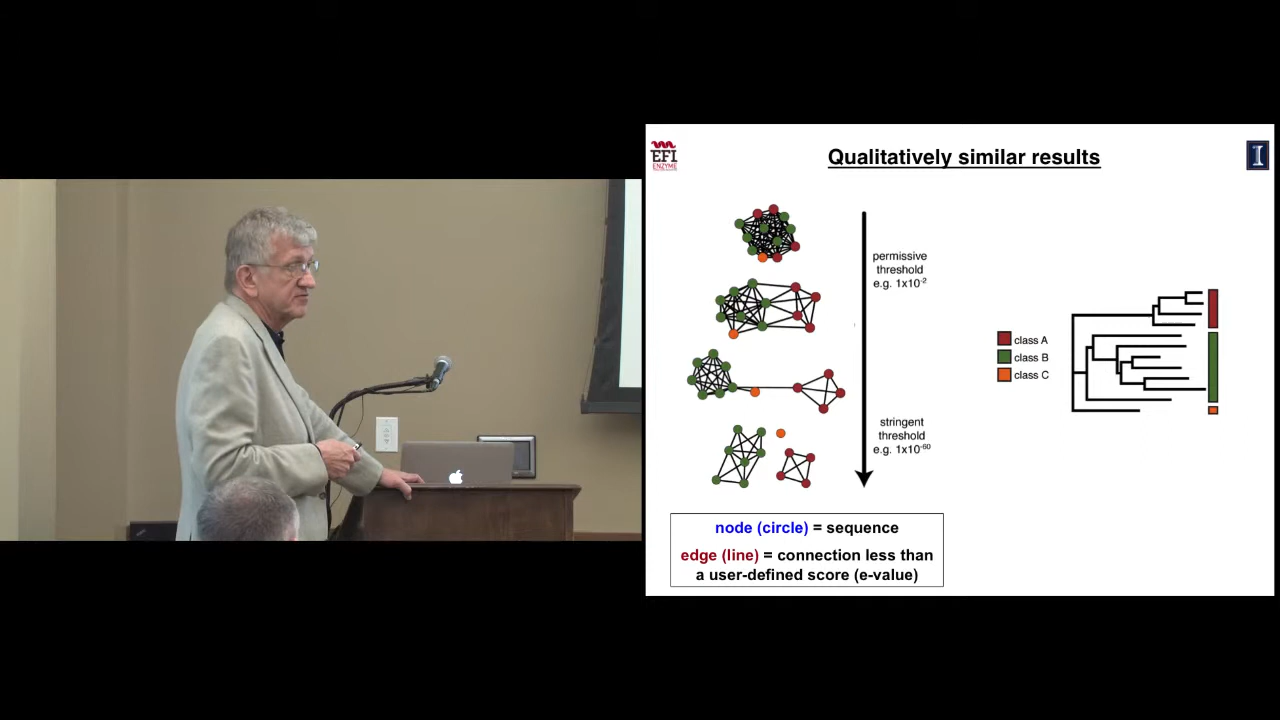 EFI
ENZYME
Qualitatively similar results
I
permissive
threshold
e.g. 1x10⁻²
class A
class B
class C
stringent
threshold
e.g. 1x10⁻⁶⁰
node (circle) = sequence
edge (line) = connection less than
a user-defined score (e-value)